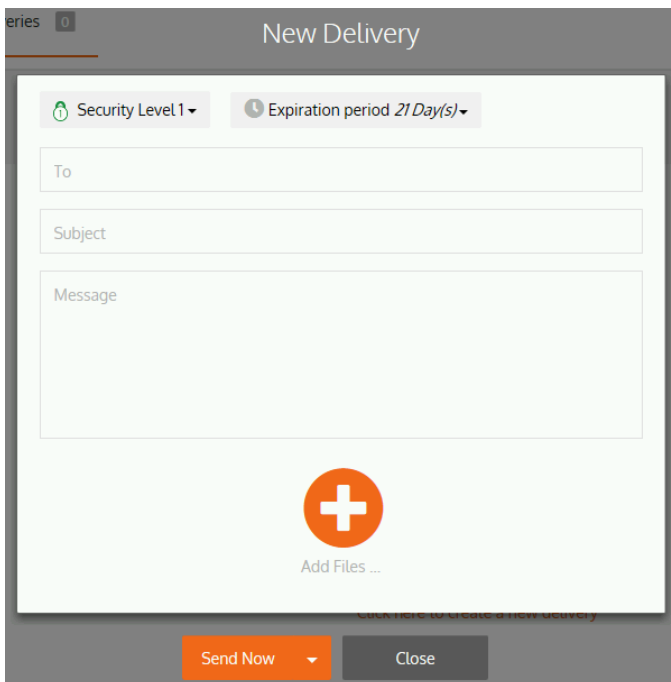 eries 0
New Delivery
1 Security Level 1
Expiration period 21 Day(s)
To
Subject
Message
Add Files ...
Click here to create a new delivery
Send Now
Close